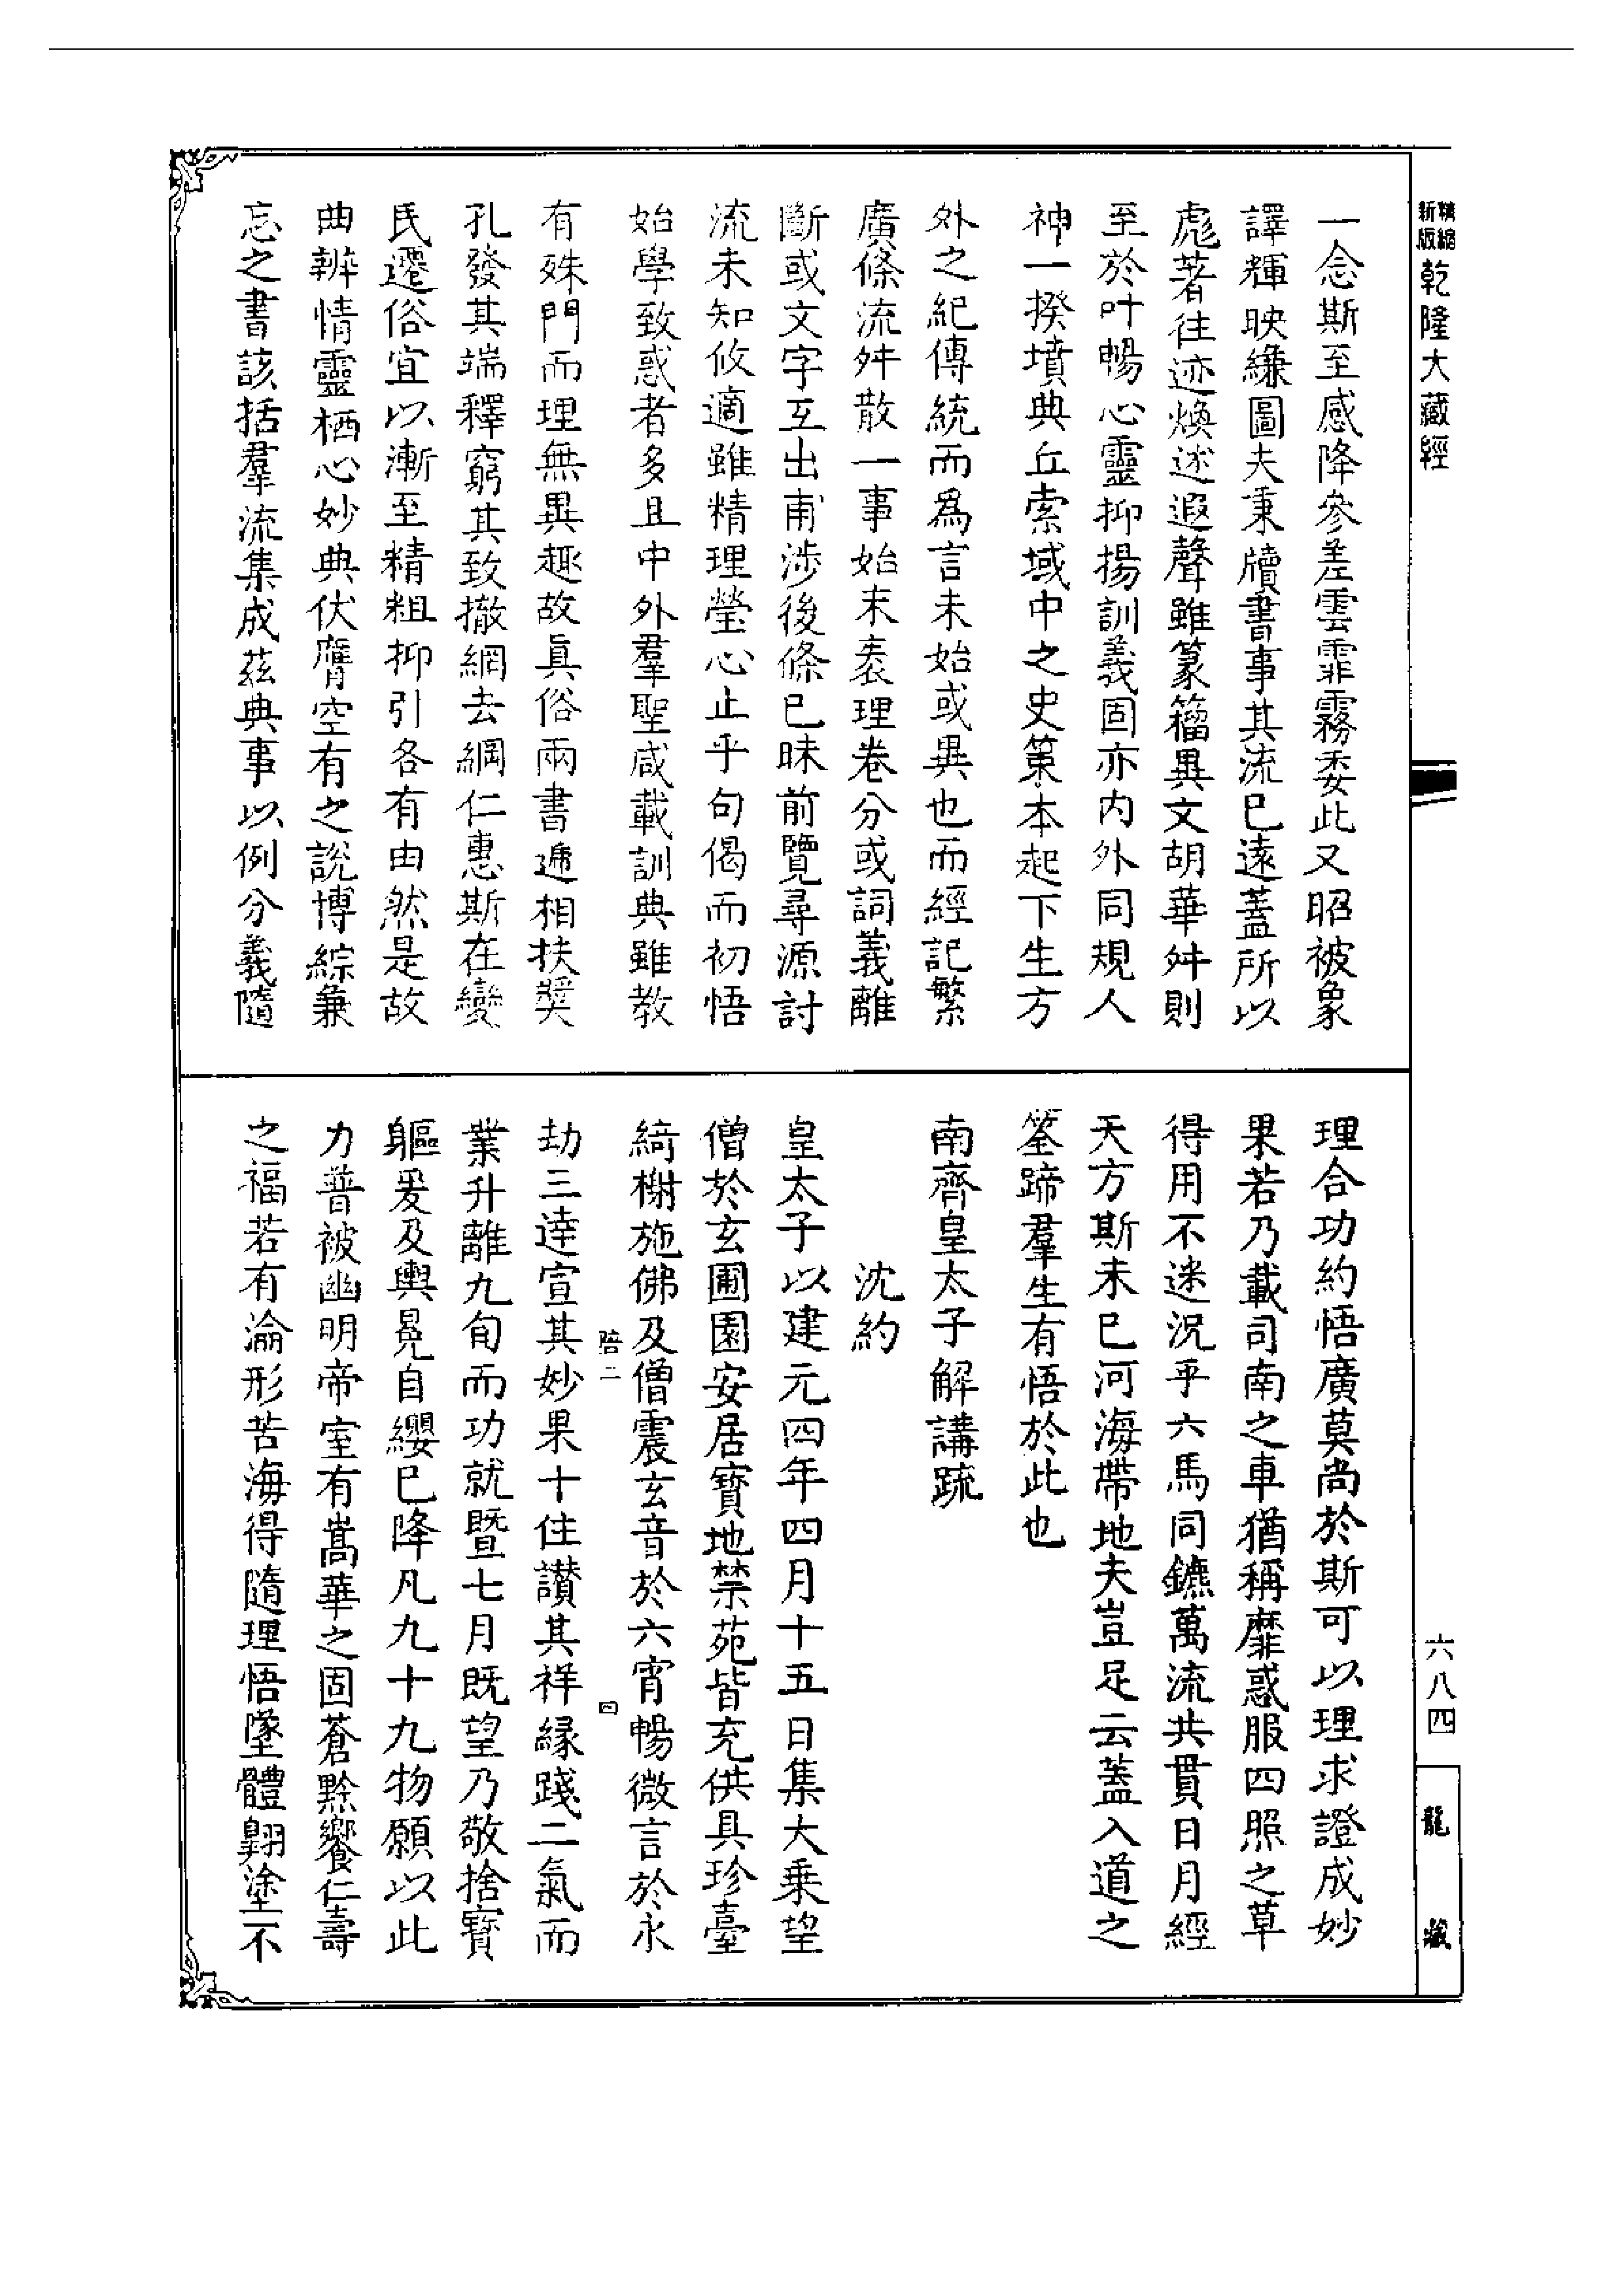 精縮新版乾隆大藏經
一念斯至感降參差雲霏霧委此又昭被象
譯輝映縑圖夫秉牘書事其流已遠蓋所以
彪著往迹煥述遐聲雖篆籀異文胡華舛則
至於叶暢心靈抑揚訓義固亦内外同規人
神一揆墳典丘索域中之史策本起下生方
外之紀傳統而爲言未始或異也而經記繁
廣條流舛散一事始末袠理卷分或詞義離
斷或文字互出甫涉後條已昧前覽尋源討
流未知攸適雖精理瑩心止乎句偈而初悟
始學致惑者多且中外羣聖咸載訓典雖教
有殊門而理無異趣故眞俗兩書遞相扶奬
孔發其端釋窮其致撤網去綱仁惠斯在變
民遷俗宜以漸至精粗抑引各有由然是故
曲辨情靈栖心妙典伏膺空有之說博綜兼
忘之書該括羣流集成茲典事以例分義隨
理合功約悟廣莫尚於斯可以理求證成妙
果若乃載司南之車猶稱靡惑服四照之草
得用不迷況乎六馬同鑣萬流共貫日月經
天方斯未已河海帶地夫豈足云蓋入道之
筌蹄羣生有悟於此也
南齊皇太子解講疏
沈約
皇太子以建元四年四月十五日集大乗望
僧於玄圃園安居寶地禁苑皆充供具珍臺
綺榭施佛及僧震玄音於六宵暢微言於永
陪二 四
劫三逹宣其妙果十住讃其祥縁踐二氣而
業升離九旬而功就暨七月既望乃敬捨寳
軀爰及輿冕自纓已降凡九十九物願以此
力普被幽明帝室有嵩華之固蒼黔饗仁壽
之福若有淪形苦海得隨理悟墜體翱塗不
六八四
龍藏